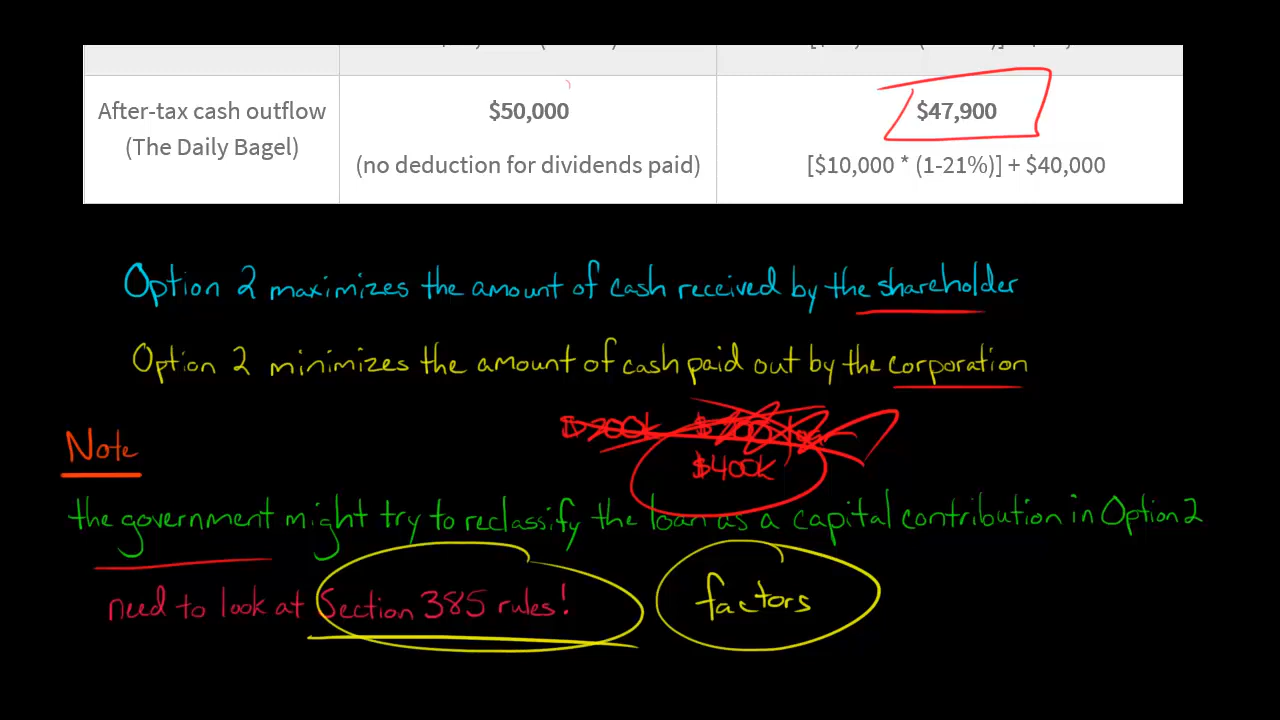 After-tax cash outflow
(The Daily Bagel)
$50,000
(no deduction for dividends paid)
$47,900
[$10,000 * (1-21%)] + $40,000
Option 2 maximizes the amount of cash received by the shareholder
Option 2 minimizes the amount of cash paid out by the corporation
Note
$400k
the government might try to reclassify the loan as a capital contribution in Option 2
need to look at Section 385 rules!
factors